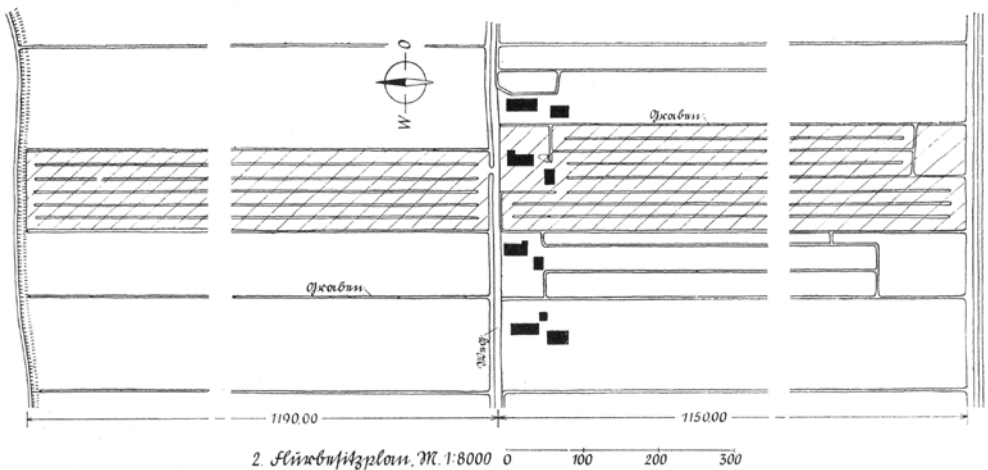 O
W
Graben
Graben
Weg
1190,00
1150,00
2. Flurbesitzplan, M. 1:8000
0 100 200 300